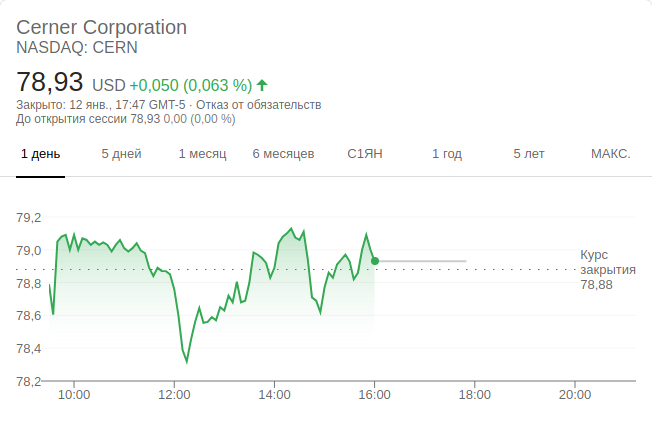 Cerner Corporation
NASDAQ: CERN
78,93 USD +0,050 (0,063 %)
Закрыто: 12 янв., 17:47 GMT-5 · Отказ от обязательств
До открытия сессии 78,93 0,00 (0,00 %)
1 день 5 дней 1 месяц 6 месяцев С1ЯН 1 год 5 лет МАКС.
79,2
79,0
78,8
78,6
78,4
78,2
Курс
закрытия
78,88
10:00 12:00 14:00 16:00 18:00 20:00